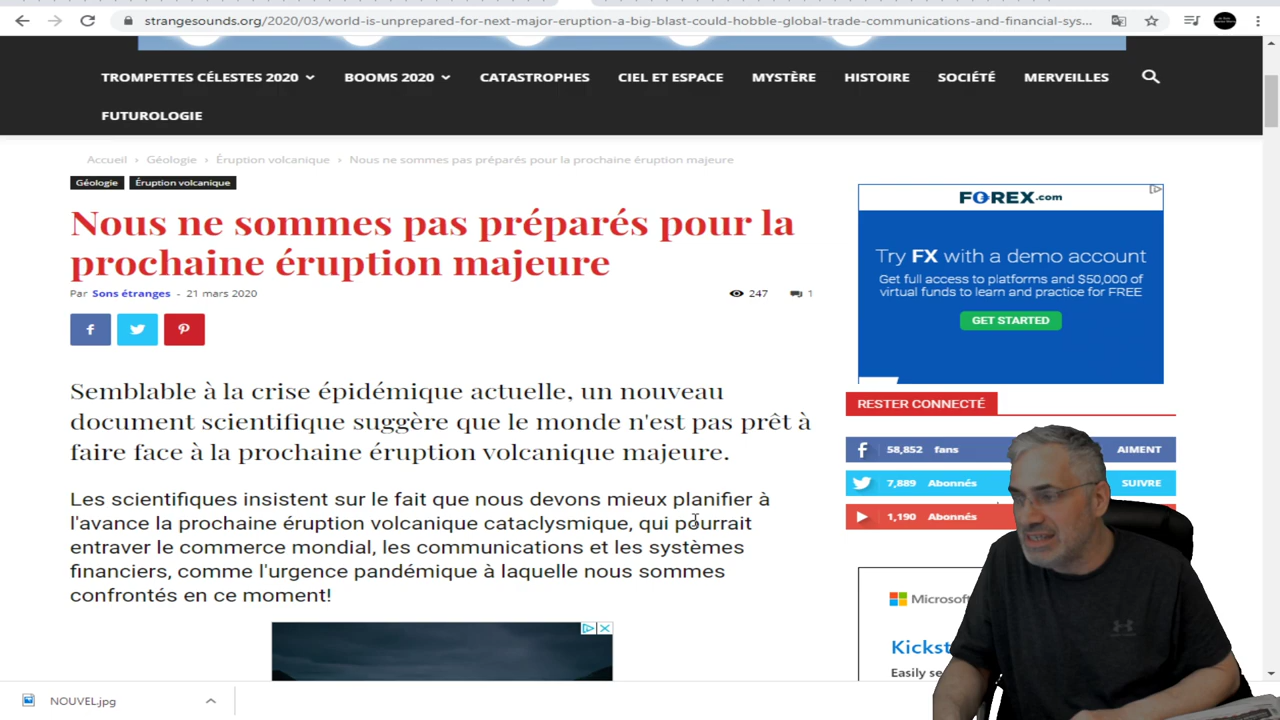 strangesounds.org/2020/03/world-is-unprepared-for-next-major-eruption-a-big-blast-could-hobble-global-trade-communications-and-financial-sys...
TROMPETTES CÉLESTES 2020 BOOMS 2020 CATASTROPHES CIEL ET ESPACE MYSTÈRE HISTOIRE SOCIÉTÉ MERVEILLES
FUTUROLOGIE
Accueil › Géologie › Éruption volcanique › Nous ne sommes pas préparés pour la prochaine éruption majeure
Géologie Éruption volcanique
Nous ne sommes pas préparés pour la
prochaine éruption majeure
Par Sons étranges - 21 mars 2020 247 1
Semblable à la crise épidémique actuelle, un nouveau
document scientifique suggère que le monde n'est pas prêt à
faire face à la prochaine éruption volcanique majeure.
Les scientifiques insistent sur le fait que nous devons mieux planifier à
l'avance la prochaine éruption volcanique cataclysmique, qui pourrait
entraver le commerce mondial, les communications et les systèmes
financiers, comme l'urgence pandémique à laquelle nous sommes
confrontés en ce moment!
FOREX.com
Try FX with a demo account
Get full access to platforms and $50,000 of
virtual funds to learn and practice for FREE
GET STARTED
RESTER CONNECTÉ
58,852 fans AIMENT
7,889 Abonnés SUIVRE
1,190 Abonnés
Microsof
Kickst
Easily se
NOUVEL.jpg